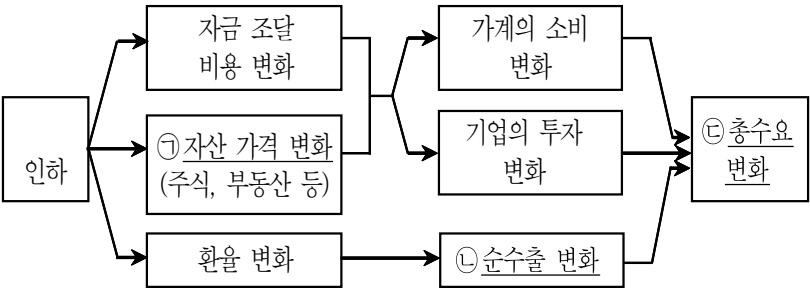 인하
자금 조달
비용 변화
㉠자산 가격 변화
(주식, 부동산 등)
환율 변화
가계의 소비
변화
기업의 투자
변화
㉡순수출 변화
㉢총수요
변화